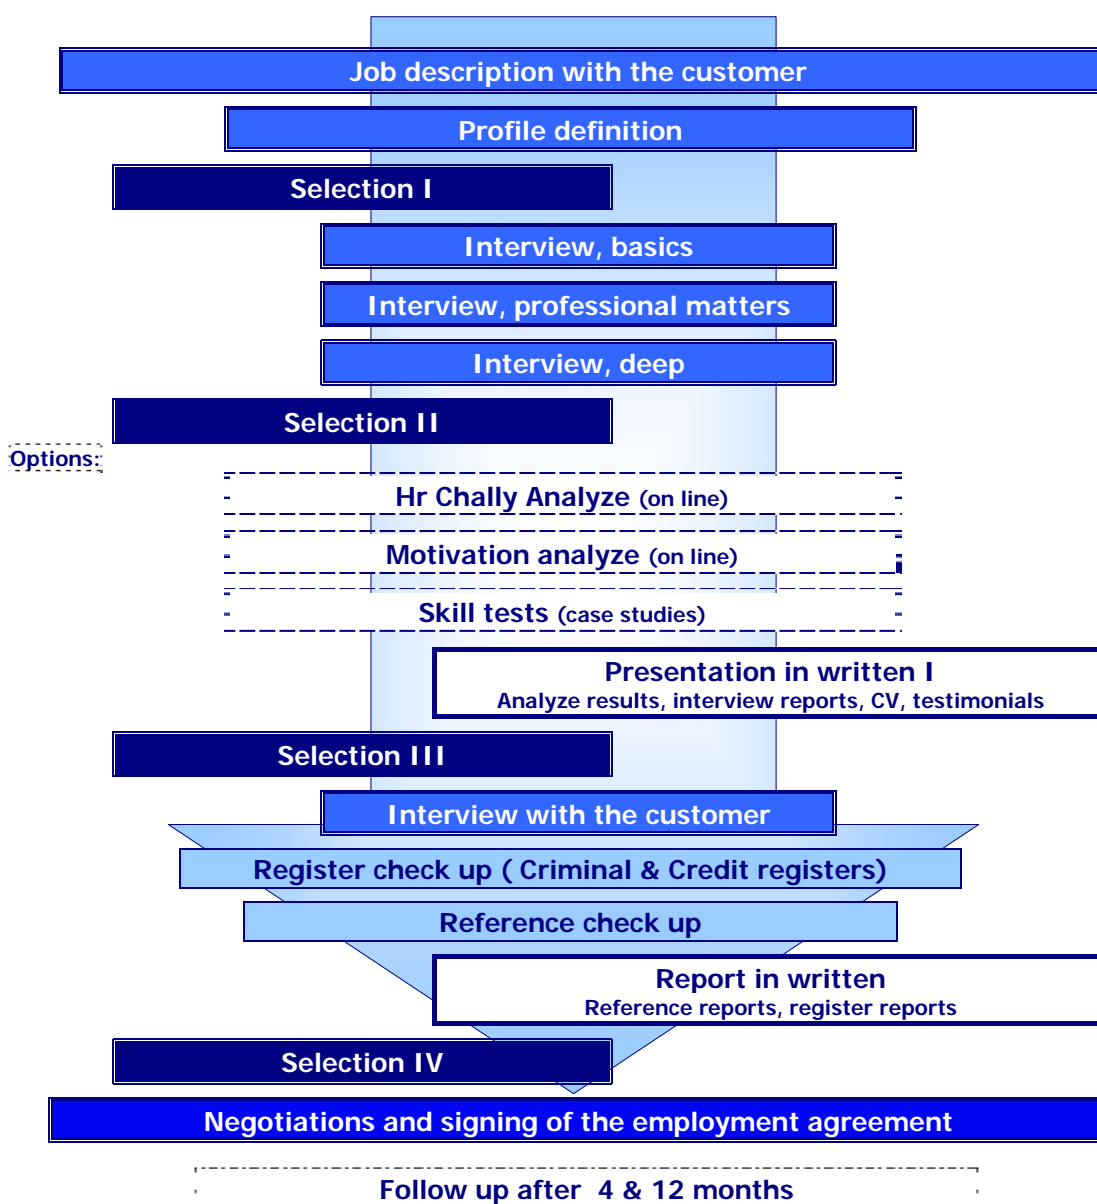 Job description with the customer
Profile definition
Selection I
Interview, basics
Interview, professional matters
Interview, deep
Selection II
Options:
Hr Chally Analyze (on line)
Motivation analyze (on line)
Skill tests (case studies)
Presentation in written I
Analyze results, interview reports, CV, testimonials
Selection III
Interview with the customer
Register check up ( Criminal & Credit registers)
Reference check up
Report in written
Reference reports, register reports
Selection IV
Negotiations and signing of the employment agreement
Follow up after 4 & 12 months